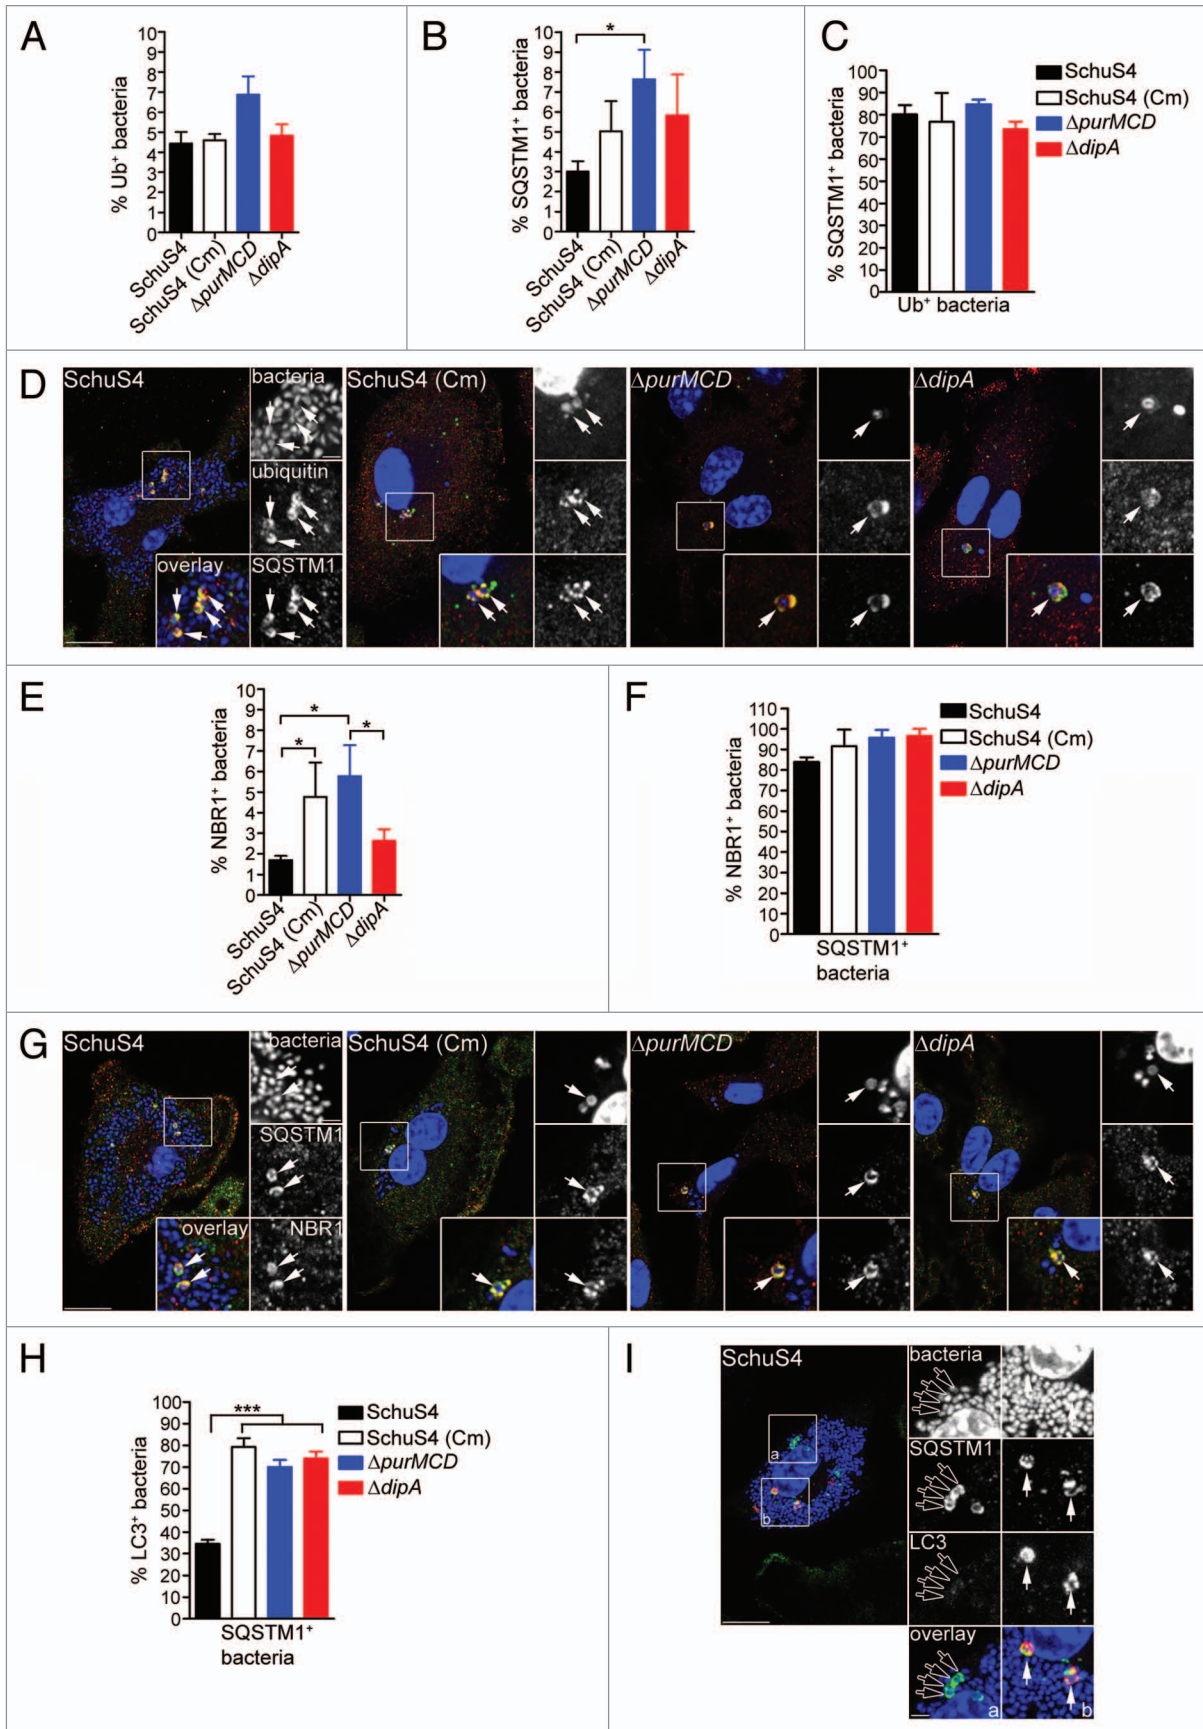 A
% Ub⁺ bacteria
10
9
8
7
6
5
4
3
2
1
0
SchuS4
SchuS4 (Cm)
ΔpurMCD
ΔdipA
B
% SQSTM1⁺ bacteria
10
9
8
7
6
5
4
3
2
1
0
*
SchuS4
SchuS4 (Cm)
ΔpurMCD
ΔdipA
C
% SQSTM1⁺ bacteria
100
90
80
70
60
50
40
30
20
10
0
Ub⁺ bacteria
SchuS4
SchuS4 (Cm)
ΔpurMCD
ΔdipA
D
SchuS4
bacteria
ubiquitin
overlay
SQSTM1
SchuS4 (Cm)
ΔpurMCD
ΔdipA
E
% NBR1⁺ bacteria
10
9
8
7
6
5
4
3
2
1
0
*
*
*
SchuS4
SchuS4 (Cm)
ΔpurMCD
ΔdipA
F
% NBR1⁺ bacteria
110
100
90
80
70
60
50
40
30
20
10
0
SQSTM1⁺
bacteria
SchuS4
SchuS4 (Cm)
ΔpurMCD
ΔdipA
G
SchuS4
bacteria
SQSTM1
overlay
NBR1
SchuS4 (Cm)
ΔpurMCD
ΔdipA
H
% LC3⁺ bacteria
100
90
80
70
60
50
40
30
20
10
0
***
SQSTM1⁺
bacteria
SchuS4
SchuS4 (Cm)
ΔpurMCD
ΔdipA
I
SchuS4
a
b
bacteria
SQSTM1
LC3
overlay
a
b